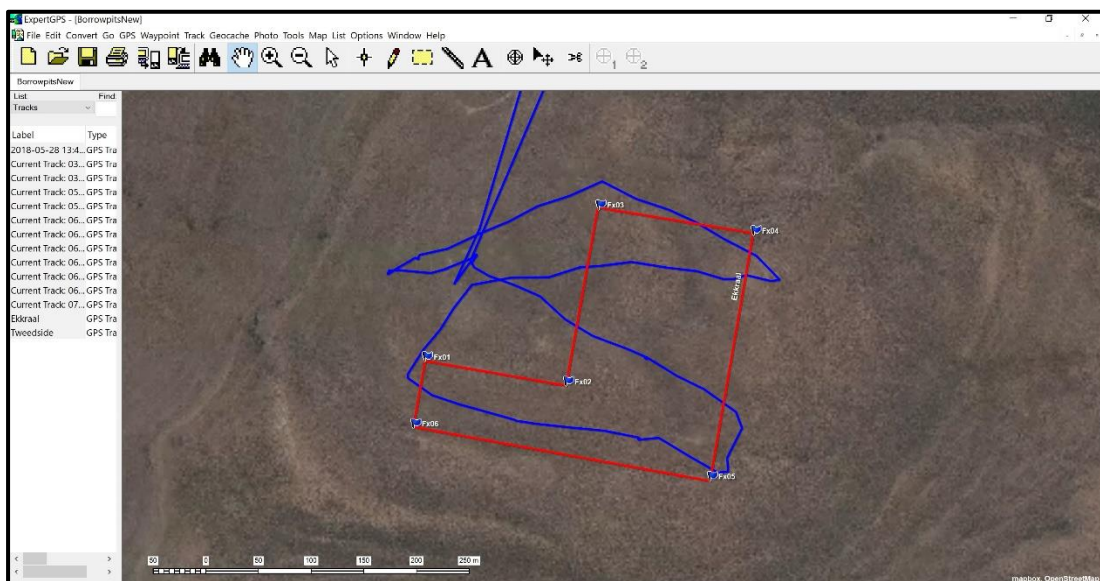 ExpertGPS - [BorrowpitsNew]
File Edit Convert Go GPS Waypoint Track Geocache Photo Tools Map List Options Window Help
A 1 2
BorrowpitsNew
List Find:
Tracks
Label Type
2018-05-28 13:4... GPS Tra
Current Track: 03... GPS Tra
Current Track: 03... GPS Tra
Current Track: 05... GPS Tra
Current Track: 05... GPS Tra
Current Track: 06... GPS Tra
Current Track: 06... GPS Tra
Current Track: 06... GPS Tra
Current Track: 06... GPS Tra
Current Track: 06... GPS Tra
Current Track: 06... GPS Tra
Current Track: 07... GPS Tra
Ekkraal GPS Tra
Tweedside GPS Tra
Fx03
Fx04
Ekkraal
Fx01
Fx02
Fx06
Fx05
50 0 50 100 150 200 250 m
mapbox, OpenStreetMap